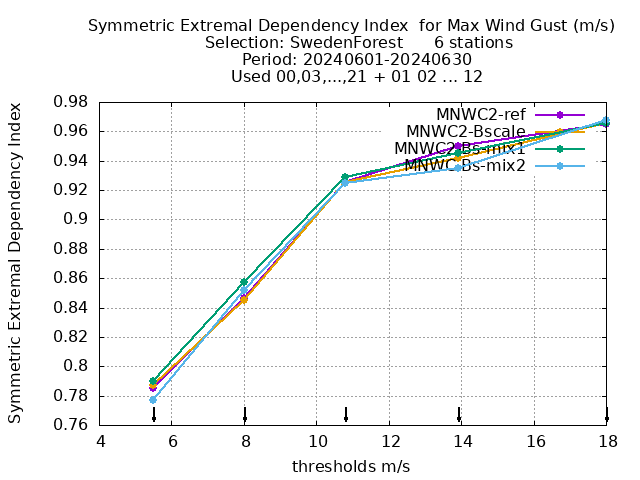 Symmetric Extremal Dependency Index  for Max Wind Gust (m/s)
Selection: SwedenForest      6 stations
Period: 20240601-20240630
Used 00,03,...,21 + 01 02 ... 12
Symmetric Extremal Dependency Index
0.98
0.96
0.94
0.92
0.9
0.88
0.86
0.84
0.82
0.8
0.78
0.76
MNWC2-ref
MNWC2-Bscale
MNWC2-Bs-mix1
MNWC-Bs-mix2
4 6 8 10 12 14 16 18
thresholds m/s